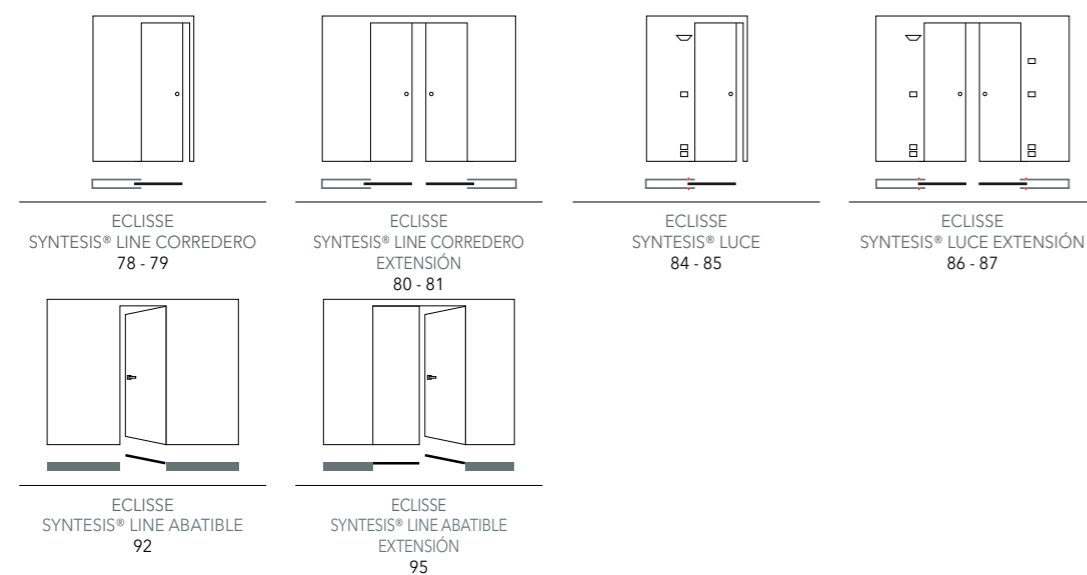 ECLISSE
SYNTESIS® LINE CORREDERO
78 - 79
ECLISSE
SYNTESIS® LINE CORREDERO
EXTENSIÓN
80 - 81
ECLISSE
SYNTESIS® LUCE
84 - 85
ECLISSE
SYNTESIS® LUCE EXTENSIÓN
86 - 87
ECLISSE
SYNTESIS® LINE ABATIBLE
92
ECLISSE
SYNTESIS® LINE ABATIBLE
EXTENSIÓN
95